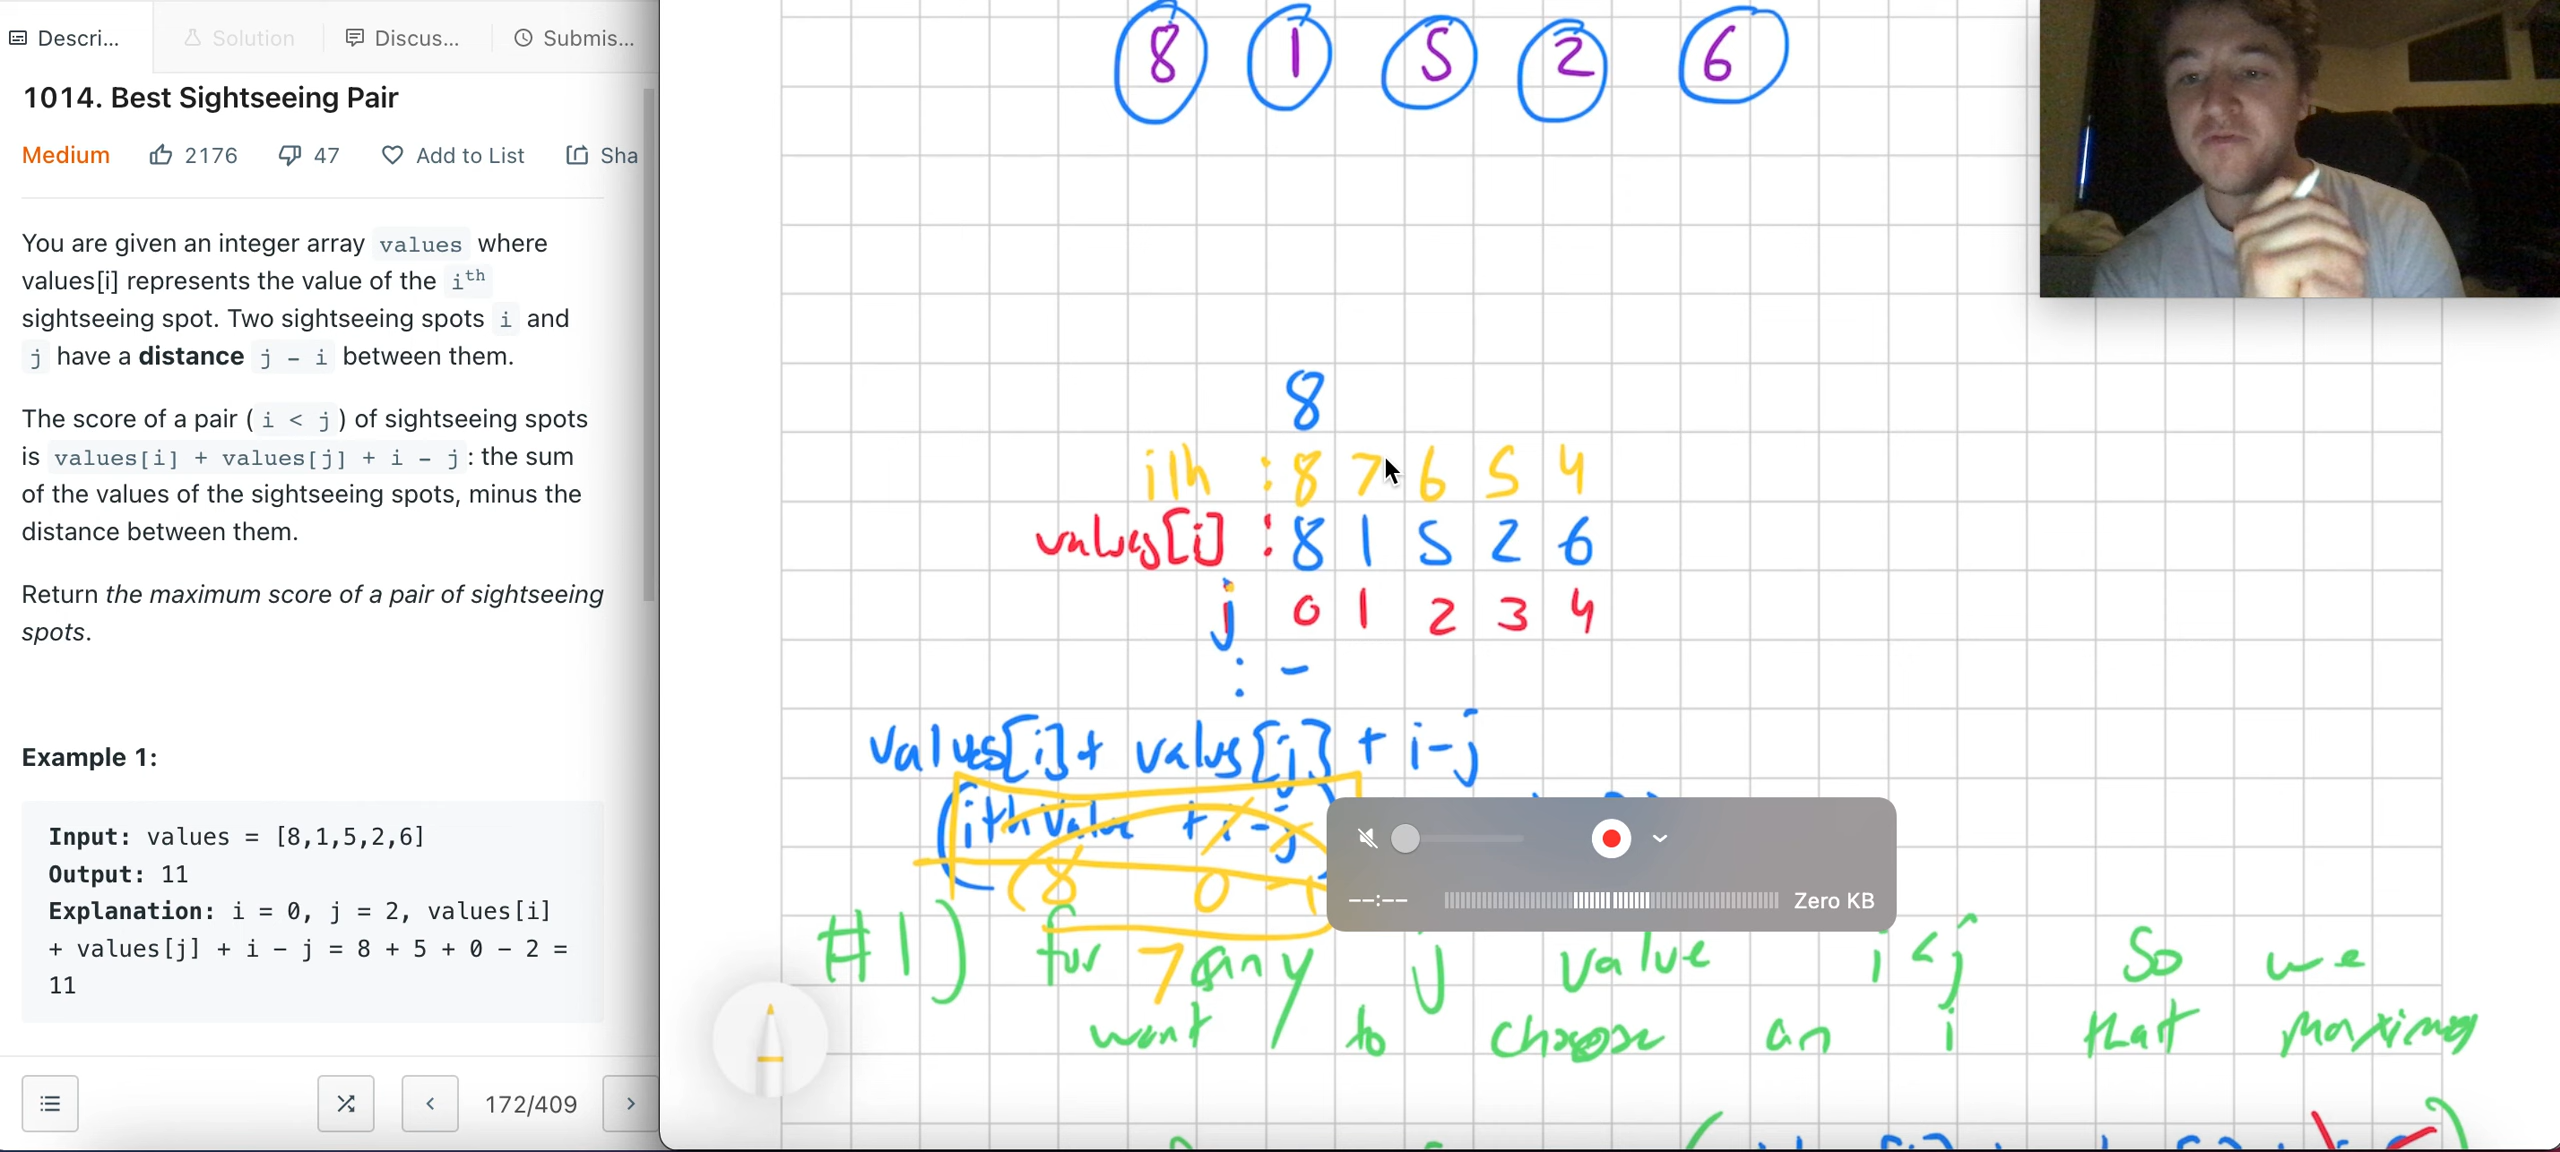 Descri...
Solution
Discus...
Submis...
1014. Best Sightseeing Pair
Medium 2176 47 Add to List Sha
You are given an integer array values where
values[i] represents the value of the ith
sightseeing spot. Two sightseeing spots i and
j have a distance j - i between them.
The score of a pair (i < j) of sightseeing spots
is values[i] + values[j] + i - j: the sum
of the values of the sightseeing spots, minus the
distance between them.
Return the maximum score of a pair of sightseeing
spots.
Example 1:
Input: values = [8,1,5,2,6]
Output: 11
Explanation: i = 0, j = 2, values[i]
+ values[j] + i - j = 8 + 5 + 0 - 2 =
11
172/409
8 1 5 2 6
8
ith : 8 7 6 5 4
values[i] : 8 1 5 2 6
j 0 1 2 3 4
: -
values[i] + values[j] + i-j
(ith value + i - j
(8 0 -1
7
--:-- Zero KB
#1) for any j value i<j So we
want to choose an i that